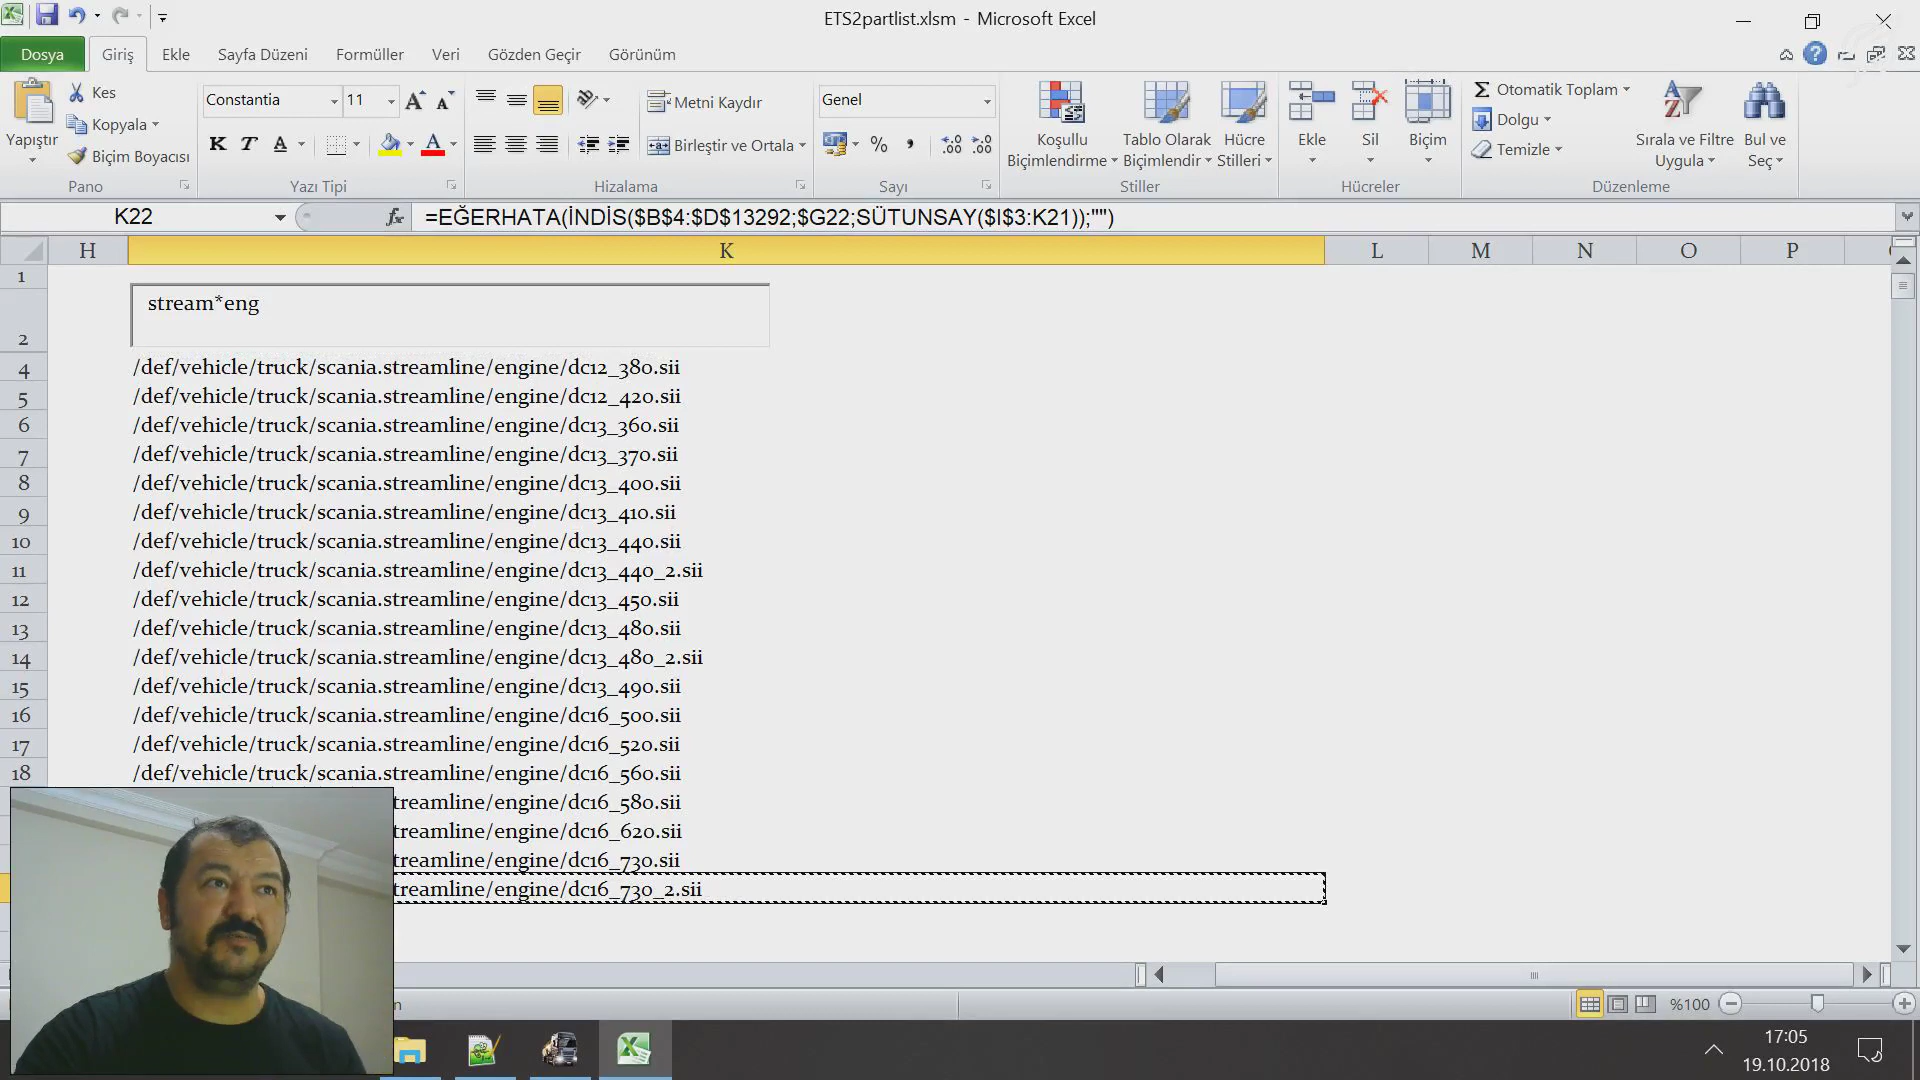 ETS2partlist.xlsm - Microsoft Excel
Dosya Giriş Ekle Sayfa Düzeni Formüller Veri Gözden Geçir Görünüm
Yapıştır
Kes
Kopyala
Biçim Boyacısı
Pano
Constantia 11
K T A A
Yazı Tipi
Metni Kaydır
Birleştir ve Ortala
Hizalama
Genel
%
Sayı
Koşullu Biçimlendirme
Tablo Olarak Biçimlendir
Hücre Stilleri
Stiller
Ekle
Sil
Biçim
Hücreler
Σ Otomatik Toplam
Dolgu
Temizle
Sırala ve Filtre Uygula
Bul ve Seç
Düzenleme
K22 fx =EĞERHATA(İNDİS($B$4:$D$13292;$G22;SÜTUNSAY($I$3:K21));"")
H K L M N O P
1
2 stream*eng
4 /def/vehicle/truck/scania.streamline/engine/dc12_380.sii
5 /def/vehicle/truck/scania.streamline/engine/dc12_420.sii
6 /def/vehicle/truck/scania.streamline/engine/dc13_360.sii
7 /def/vehicle/truck/scania.streamline/engine/dc13_370.sii
8 /def/vehicle/truck/scania.streamline/engine/dc13_400.sii
9 /def/vehicle/truck/scania.streamline/engine/dc13_410.sii
10 /def/vehicle/truck/scania.streamline/engine/dc13_440.sii
11 /def/vehicle/truck/scania.streamline/engine/dc13_440_2.sii
12 /def/vehicle/truck/scania.streamline/engine/dc13_450.sii
13 /def/vehicle/truck/scania.streamline/engine/dc13_480.sii
14 /def/vehicle/truck/scania.streamline/engine/dc13_480_2.sii
15 /def/vehicle/truck/scania.streamline/engine/dc13_490.sii
16 /def/vehicle/truck/scania.streamline/engine/dc16_500.sii
17 /def/vehicle/truck/scania.streamline/engine/dc16_520.sii
18 /def/vehicle/truck/scania.streamline/engine/dc16_560.sii
treamline/engine/dc16_580.sii
treamline/engine/dc16_620.sii
treamline/engine/dc16_730.sii
treamline/engine/dc16_730_2.sii
%100
17:05
19.10.2018